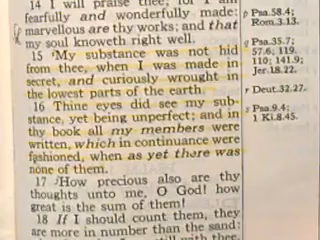 14 I will praise thee; for I am
fearfully and wonderfully made:
marvellous are thy works; and that
my soul knoweth right well.
15 My substance was not hid
from thee, when I was made in
secret, and curiously wrought in
the lowest parts of the earth.
16 Thine eyes did see my sub-
stance, yet being unperfect; and in
thy book all my members were
written, which in continuance were
fashioned, when as yet there was
none of them.
17 How precious also are thy
thoughts unto me, O God! how
great is the sum of them!
18 If I should count them, they
are more in number than the sand:
still with thee.
p Psa.58.4;
Rom.3.13.
q Psa.35.7;
57.6; 119.
110; 141.9;
Jer.18.22.
r Deut.32.27.
s Psa.9.4;
1 Ki.8.45.